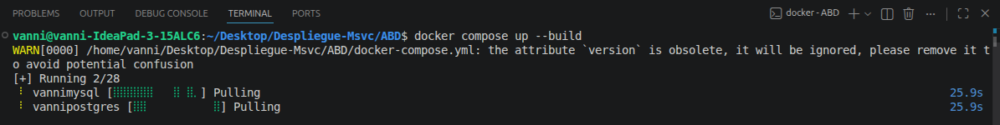 PROBLEMS OUTPUT DEBUG CONSOLE TERMINAL PORTS docker - ABD
vanni@vanni-IdeaPad-3-15ALC6:~/Desktop/Despliegue-Msvc/ABD$ docker compose up --build
WARN[0000] /home/vanni/Desktop/Despliegue-Msvc/ABD/docker-compose.yml: the attribute `version` is obsolete, it will be ignored, please remove it t
o avoid potential confusion
[+] Running 2/28
vannimysql [⣿⣿⣿⣿⣿⣿⣿⣿⣿ ⣿ ⣿⡀] Pulling 25.9s
vannipostgres [⣿⣿⣿ ⣿] Pulling 25.9s